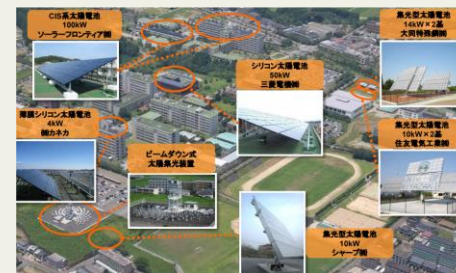 CIS系太陽電池
100kW
ソーラーフロンティア㈱
シリコン太陽電池
50kW
三菱電機㈱
集光型太陽電池
14kW×2基
大同特殊鋼㈱
薄膜シリコン太陽電池
4kW
㈱カネカ
ビームダウン式
太陽集光装置
集光型太陽電池
10kW×2基
住友電気工業㈱
集光型太陽電池
10kW
シャープ㈱